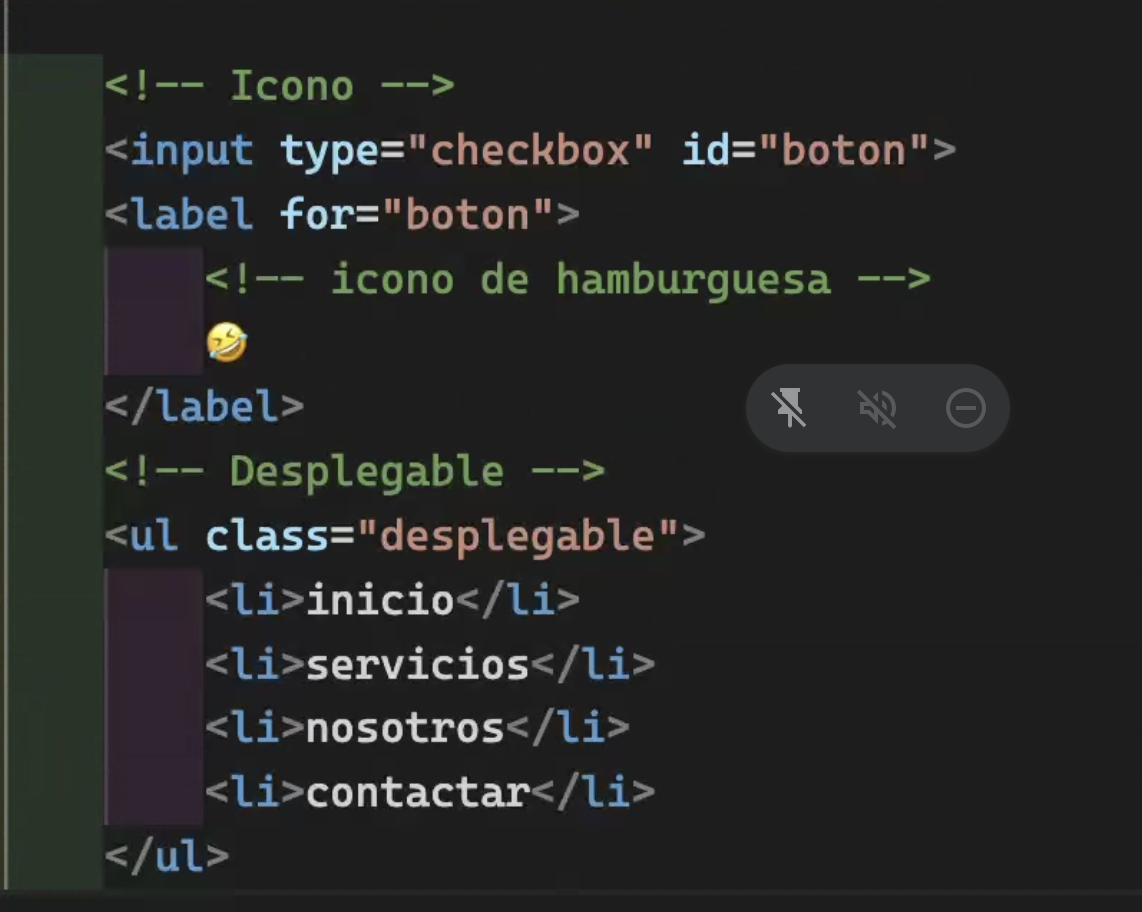 <!-- Icono -->
<input type="checkbox" id="boton">
<label for="boton">
<!-- icono de hamburguesa -->
🤣
</label>
<!-- Desplegable -->
<ul class="desplegable">
<li>inicio</li>
<li>servicios</li>
<li>nosotros</li>
<li>contactar</li>
</ul>